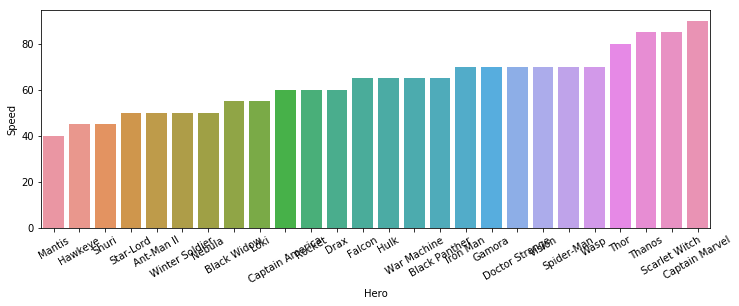 Speed
80
60
40
20
0
Mantis
Hawkeye
Shuri
Star-Lord
Ant-Man II
Winter Soldier
Nebula
Black Widow
Loki
Captain America
Rocket
Drax
Falcon
Hulk
War Machine
Black Panther
Iron Man
Gamora
Doctor Strange
Vision
Spider-Man
Wasp
Thor
Thanos
Scarlet Witch
Captain Marvel
Hero